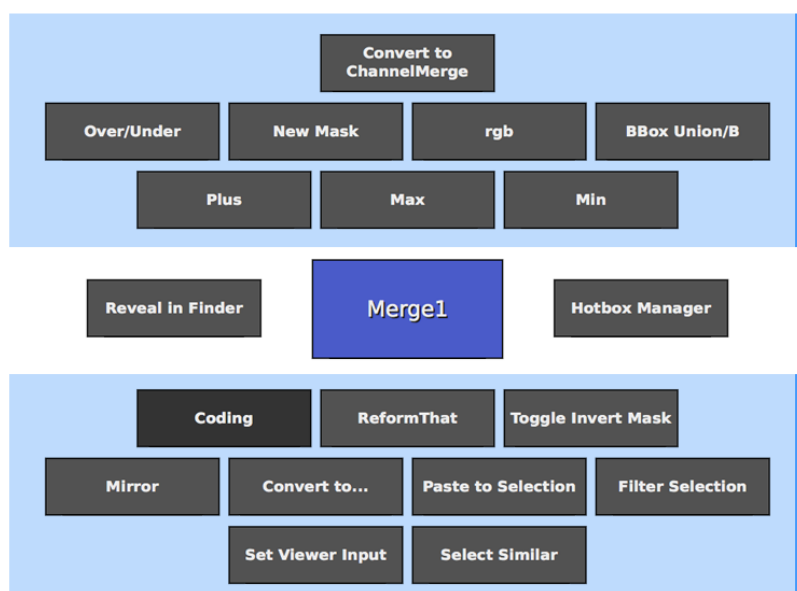 Convert to
ChannelMerge
Over/Under
New Mask
rgb
BBox Union/B
Plus
Max
Min
Reveal in Finder
Merge1
Hotbox Manager
Coding
ReformThat
Toggle Invert Mask
Mirror
Convert to...
Paste to Selection
Filter Selection
Set Viewer Input
Select Similar